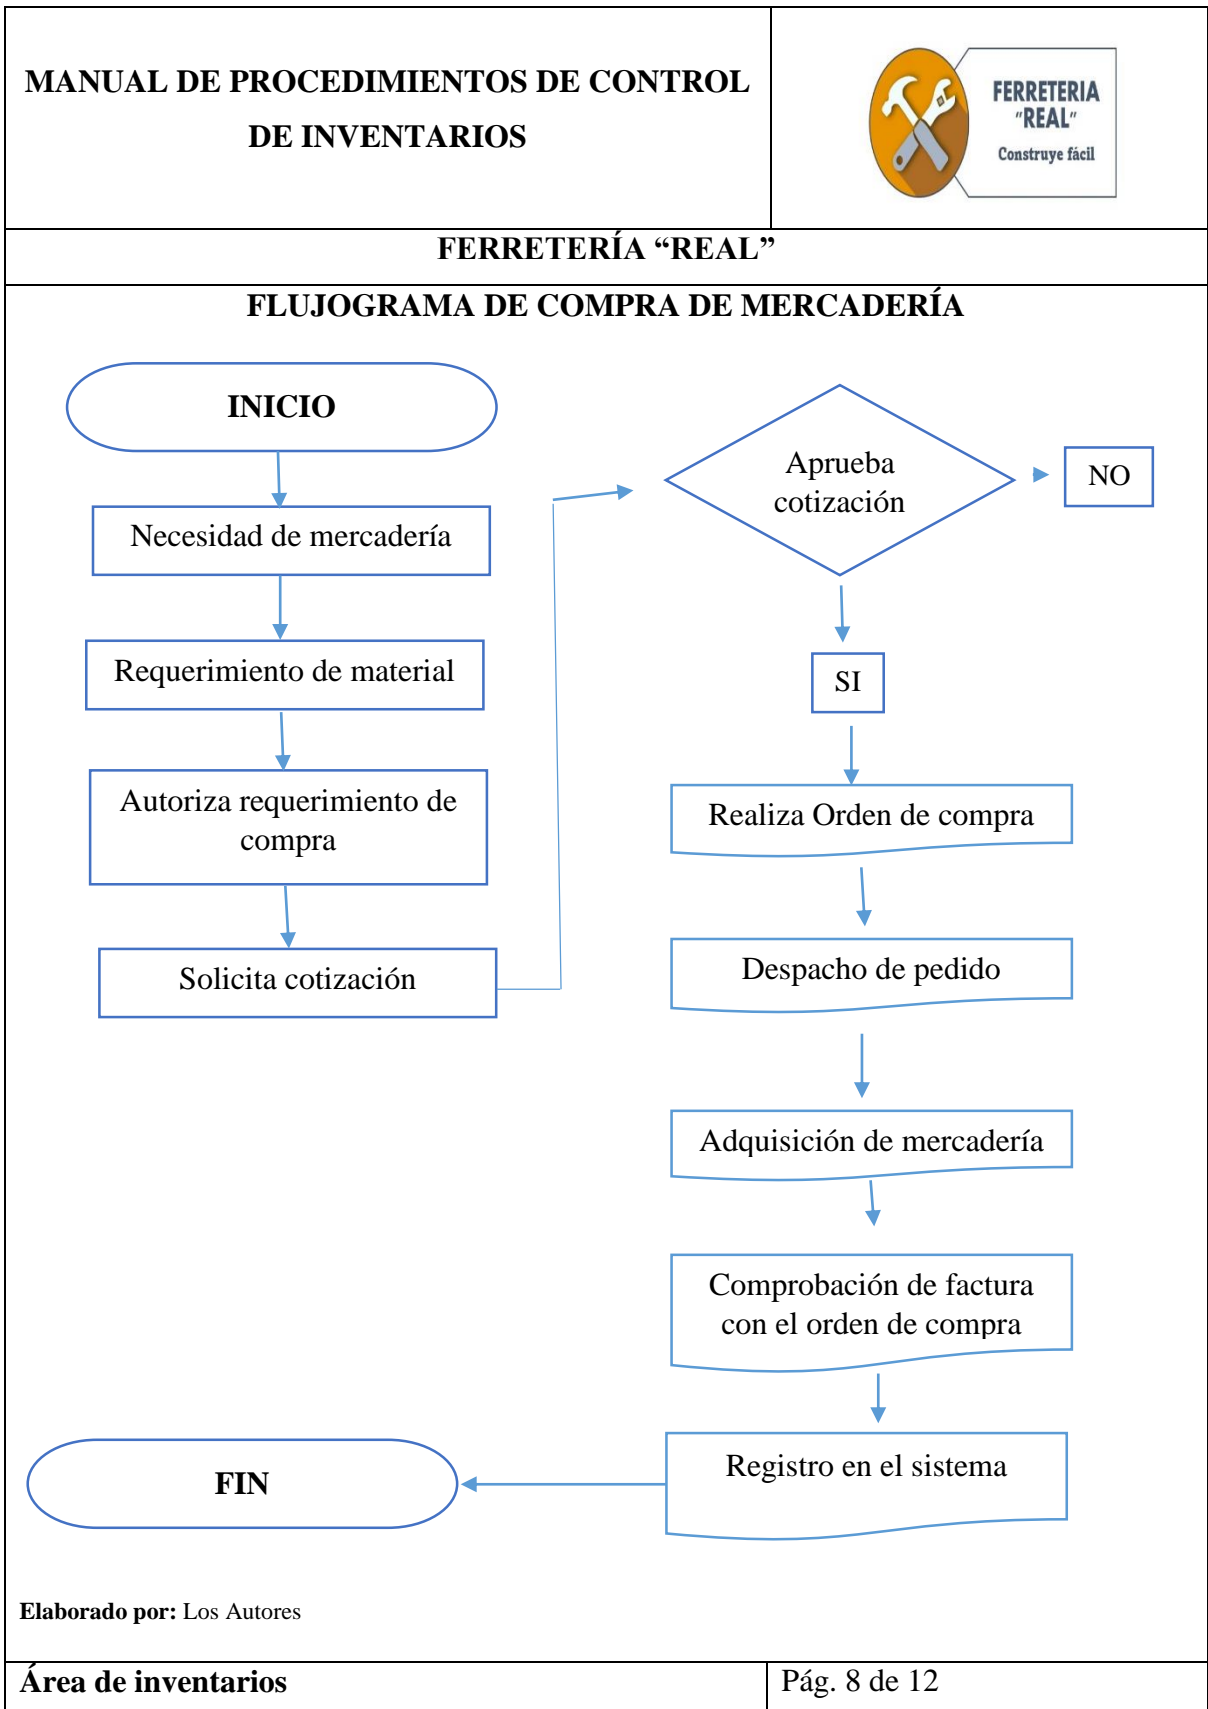 MANUAL DE PROCEDIMIENTOS DE CONTROL
DE INVENTARIOS
FERRETERIA
"REAL"
Construye fácil
FERRETERÍA “REAL”
FLUJOGRAMA DE COMPRA DE MERCADERÍA
INICIO
Necesidad de mercadería
Requerimiento de material
Autoriza requerimiento de
compra
Solicita cotización
Aprueba
cotización
NO
SI
Realiza Orden de compra
Despacho de pedido
Adquisición de mercadería
Comprobación de factura
con el orden de compra
Registro en el sistema
FIN
Elaborado por: Los Autores
Área de inventarios
Pág. 8 de 12